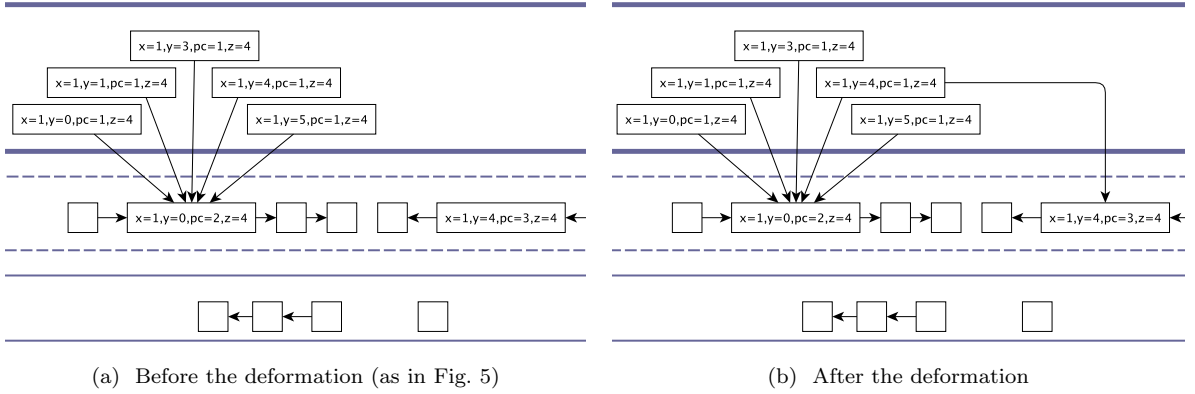 x=1,y=3,pc=1,z=4
x=1,y=1,pc=1,z=4
x=1,y=4,pc=1,z=4
x=1,y=0,pc=1,z=4
x=1,y=5,pc=1,z=4
x=1,y=0,pc=2,z=4
x=1,y=4,pc=3,z=4
(a) Before the deformation (as in Fig. 5)
x=1,y=3,pc=1,z=4
x=1,y=1,pc=1,z=4
x=1,y=4,pc=1,z=4
x=1,y=0,pc=1,z=4
x=1,y=5,pc=1,z=4
x=1,y=0,pc=2,z=4
x=1,y=4,pc=3,z=4
(b) After the deformation